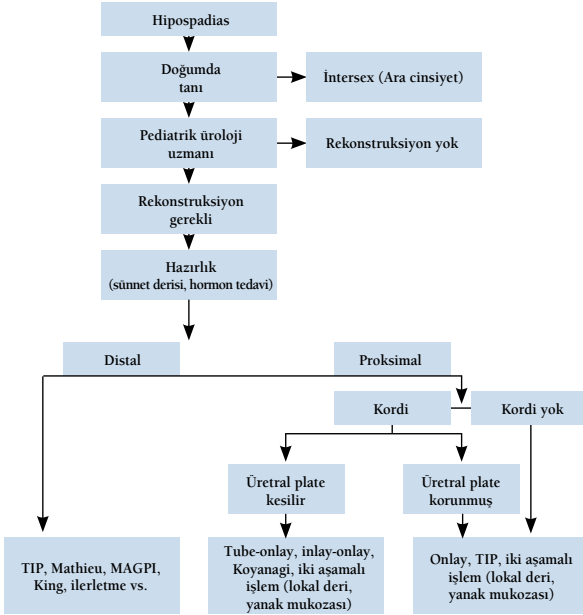 Hipospadias
Doğumda
tanı
İntersex (Ara cinsiyet)
Pediatrik üroloji
uzmanı
Rekonstruksiyon yok
Rekonstruksiyon
gerekli
Hazırlık
(sünnet derisi, hormon tedavi)
Distal
Proksimal
Kordi
Kordi yok
Üretral plate
kesilir
Üretral plate
korunmuş
TIP, Mathieu, MAGPI,
King, ilerletme vs.
Tube-onlay, inlay-onlay,
Koyanagi, iki aşamalı
işlem (lokal deri,
yanak mukozası)
Onlay, TIP, iki aşamalı
işlem (lokal deri,
yanak mukozası)